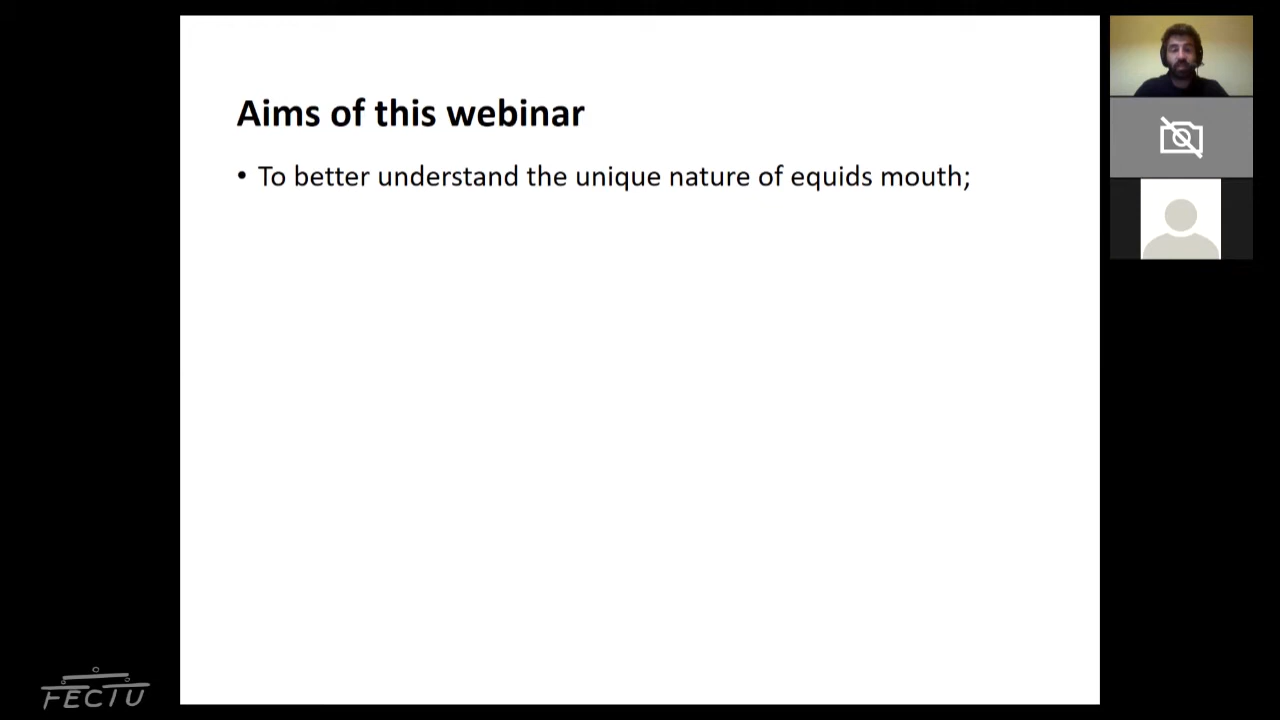 Aims of this webinar
• To better understand the unique nature of equids mouth;
FECTU